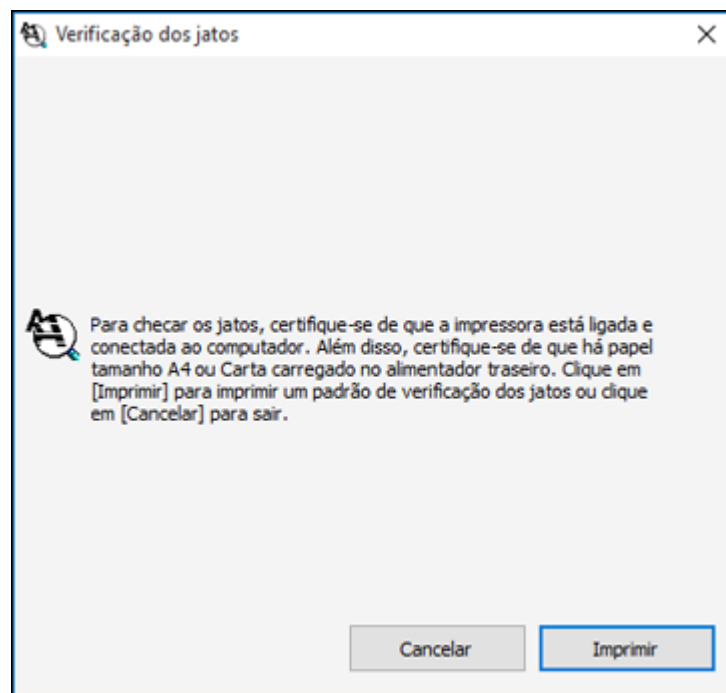 Verificação dos jatos
Para checar os jatos, certifique-se de que a impressora está ligada e
conectada ao computador. Além disso, certifique-se de que há papel
tamanho A4 ou Carta carregado no alimentador traseiro. Clique em
[Imprimir] para imprimir um padrão de verificação dos jatos ou clique
em [Cancelar] para sair.
Cancelar
Imprimir